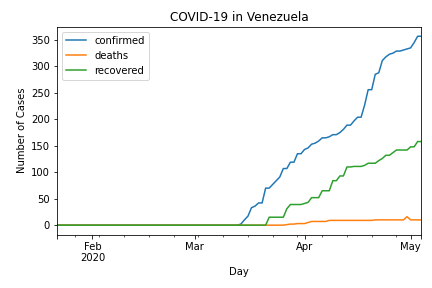 COVID-19 in Venezuela
confirmed
deaths
recovered
350
300
250
200
150
100
50
0
Number of Cases
Feb
2020
Mar
Apr
May
Day